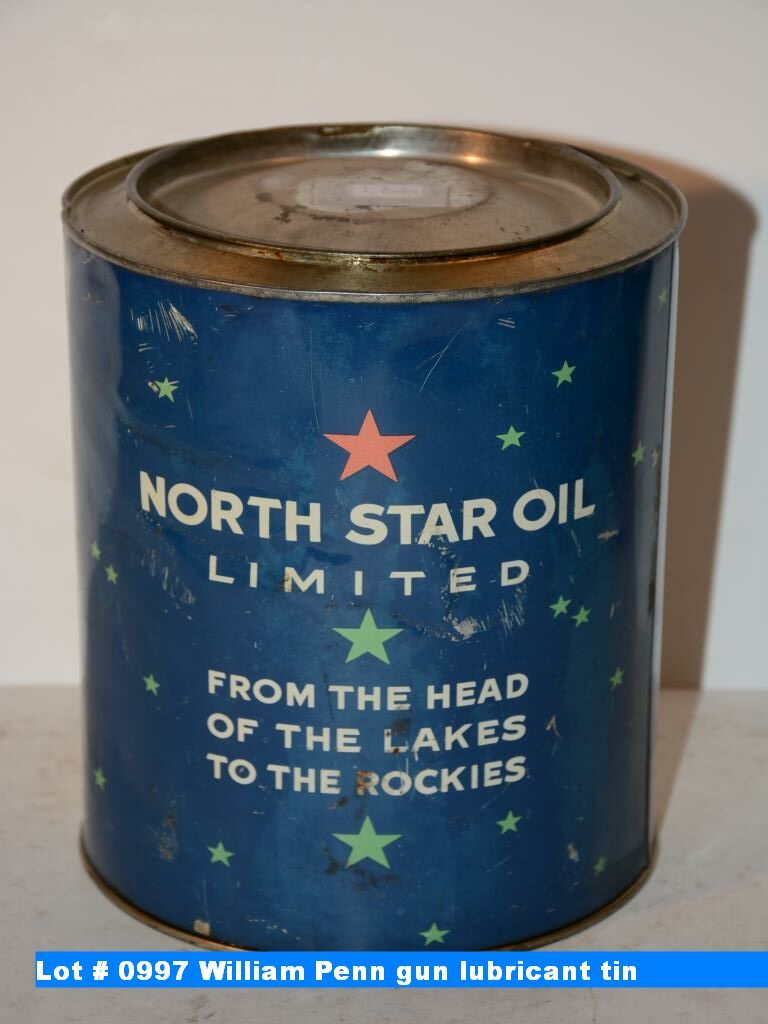 NORTH STAR OIL
LIMITED
FROM THE HEAD
OF THE LAKES
TO THE ROCKIES
Lot # 0997 William Penn gun lubricant tin